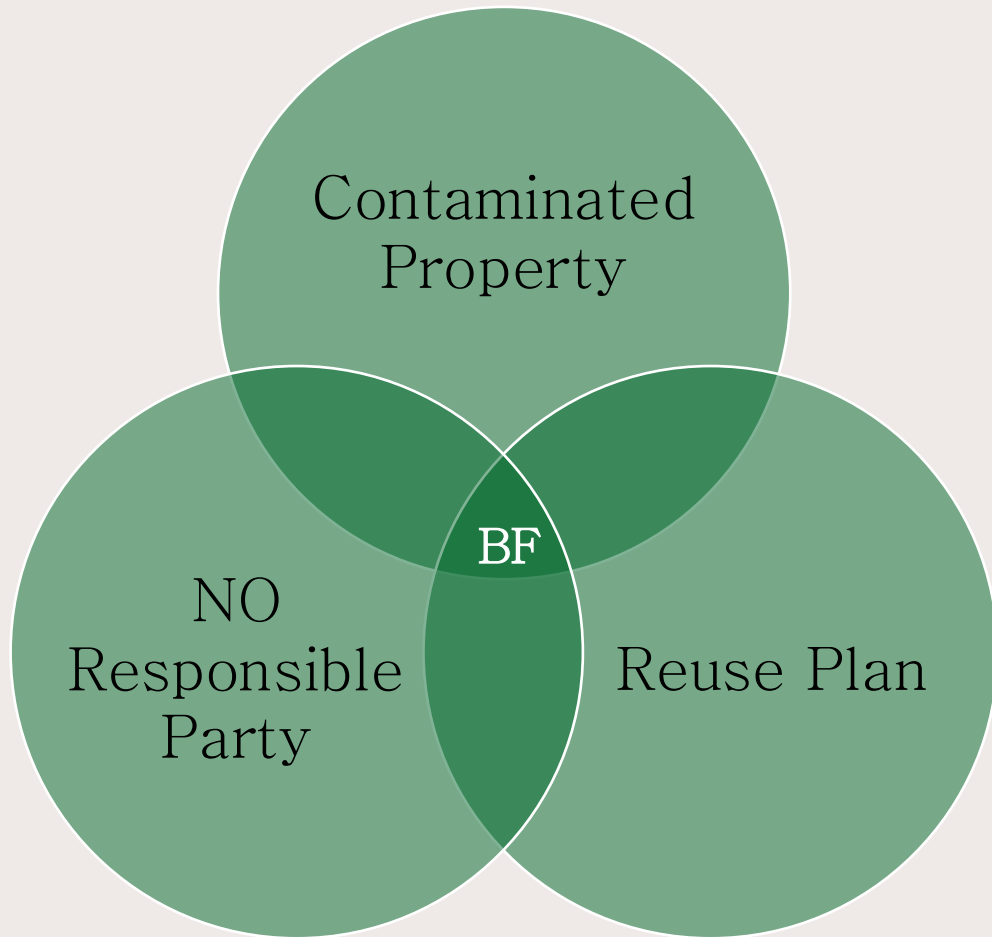 Contaminated
Property
BF
NO
Responsible
Party
Reuse Plan